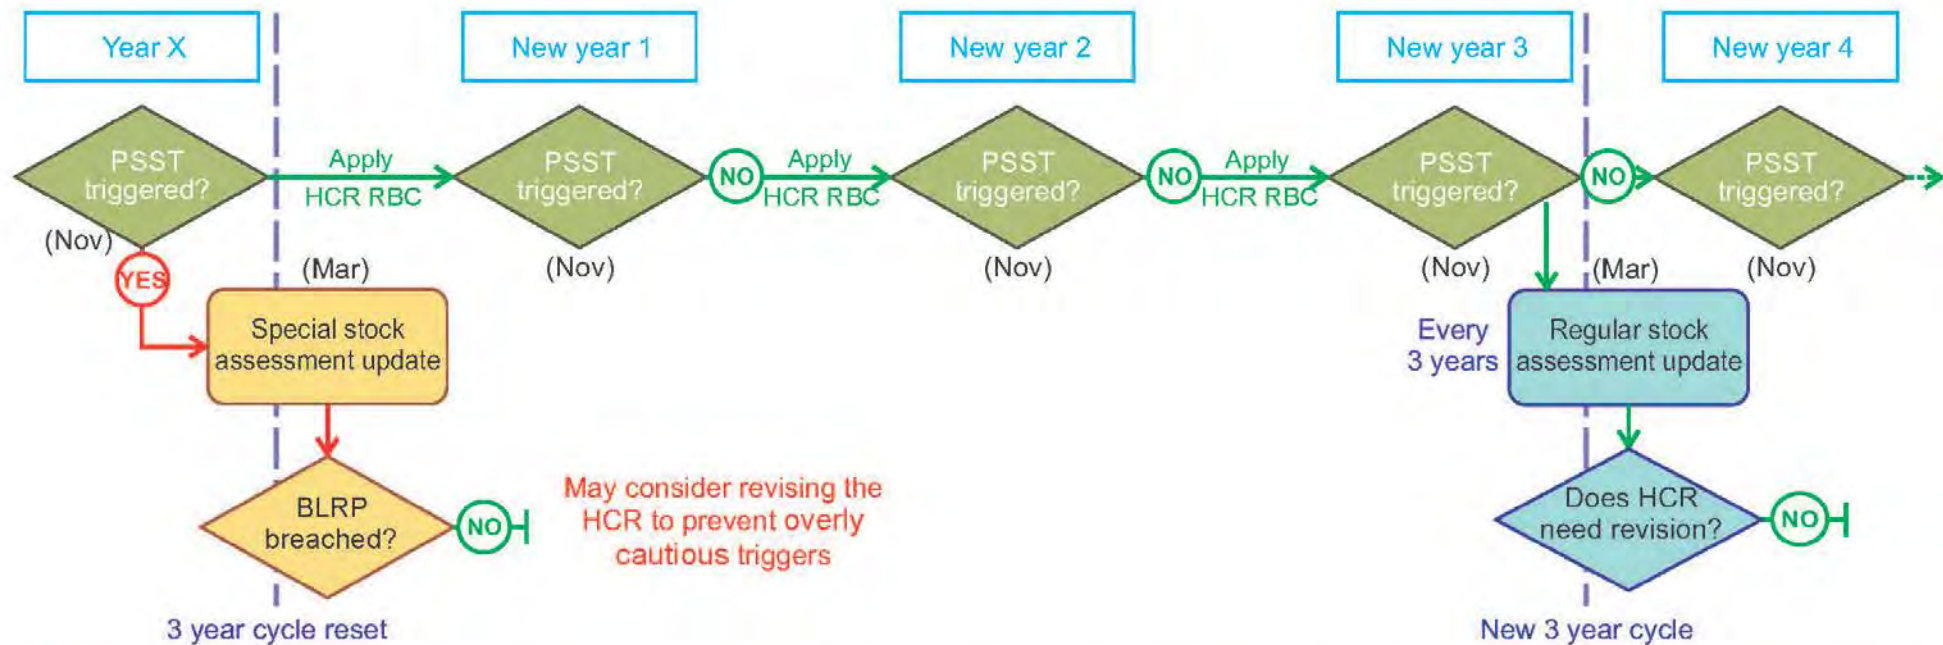 Year X
New year 1
New year 2
New year 3
New year 4
PSST
triggered?
Apply
HCR RBC
PSST
triggered?
NO
Apply
HCR RBC
PSST
triggered?
NO
Apply
HCR RBC
PSST
triggered?
NO
PSST
triggered?
(Nov)
(Nov)
(Nov)
(Nov)
(Nov)
YES
(Mar)
(Mar)
Special stock
assessment update
Every
3 years
Regular stock
assessment update
BLRP
breached?
NO
May consider revising the
HCR to prevent overly
cautious triggers
Does HCR
need revision?
NO
3 year cycle reset
New 3 year cycle